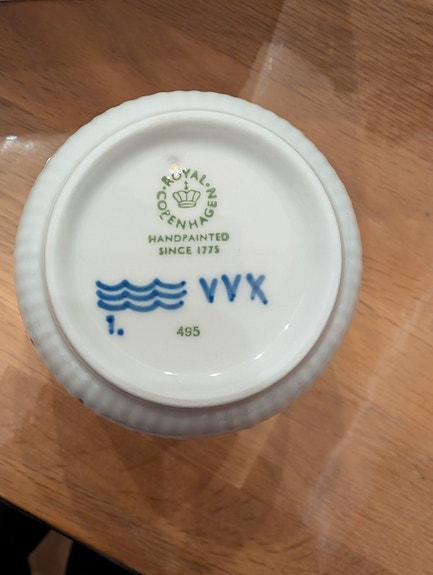 ROYAL
COPENHAGEN
HANDPAINTED
SINCE 1775
VVX
1.
495